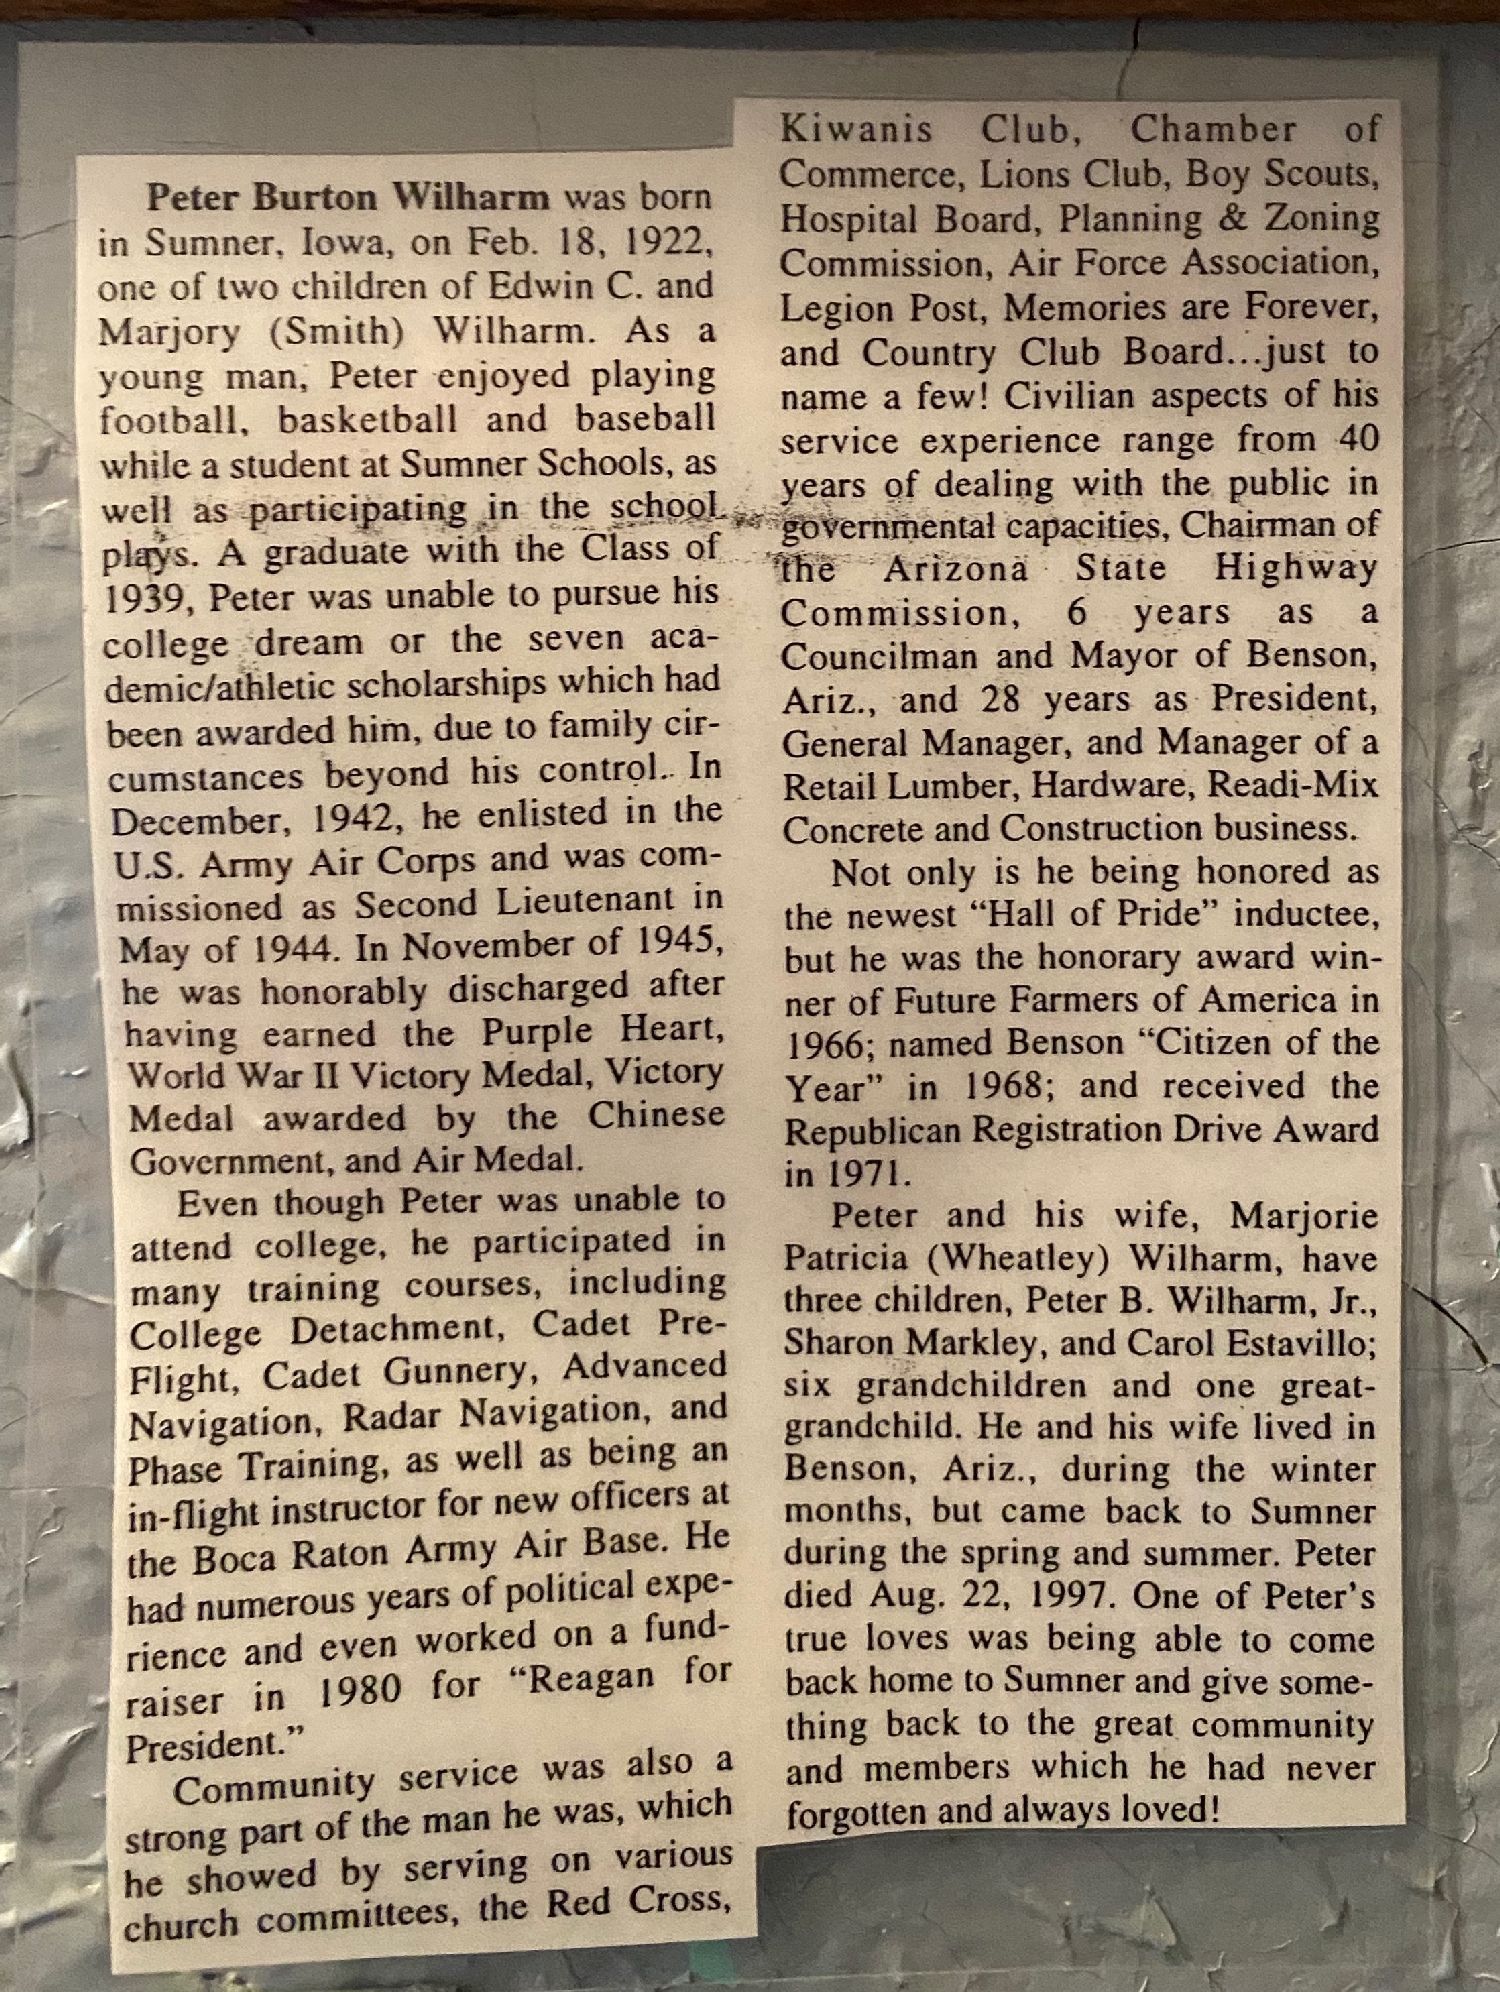 Peter Burton Wilharm was born
in Sumner, Iowa, on Feb. 18, 1922,
one of two children of Edwin C. and
Marjory (Smith) Wilharm. As a
young man, Peter enjoyed playing
football, basketball and baseball
while a student at Sumner Schools, as
well as participating in the school
plays. A graduate with the Class of
1939, Peter was unable to pursue his
college dream or the seven aca-
demic/athletic scholarships which had
been awarded him, due to family cir-
cumstances beyond his control. In
December, 1942, he enlisted in the
U.S. Army Air Corps and was com-
missioned as Second Lieutenant in
May of 1944. In November of 1945,
he was honorably discharged after
having earned the Purple Heart,
World War II Victory Medal, Victory
Medal awarded by the Chinese
Government, and Air Medal.
Even though Peter was unable to
attend college, he participated in
many training courses, including
College Detachment, Cadet Pre-
Flight, Cadet Gunnery, Advanced
Navigation, Radar Navigation, and
Phase Training, as well as being an
in-flight instructor for new officers at
the Boca Raton Army Air Base. He
had numerous years of political expe-
rience and even worked on a fund-
raiser in 1980 for “Reagan for
President.”
Community service was also a
strong part of the man he was, which
he showed by serving on various
church committees, the Red Cross,
Kiwanis Club, Chamber of
Commerce, Lions Club, Boy Scouts,
Hospital Board, Planning & Zoning
Commission, Air Force Association,
Legion Post, Memories are Forever,
and Country Club Board...just to
name a few! Civilian aspects of his
service experience range from 40
years of dealing with the public in
governmental capacities, Chairman of
the Arizona State Highway
Commission, 6 years as a
Councilman and Mayor of Benson,
Ariz., and 28 years as President,
General Manager, and Manager of a
Retail Lumber, Hardware, Readi-Mix
Concrete and Construction business.
Not only is he being honored as
the newest “Hall of Pride” inductee,
but he was the honorary award win-
ner of Future Farmers of America in
1966; named Benson “Citizen of the
Year” in 1968; and received the
Republican Registration Drive Award
in 1971.
Peter and his wife, Marjorie
Patricia (Wheatley) Wilharm, have
three children, Peter B. Wilharm, Jr.,
Sharon Markley, and Carol Estavillo;
six grandchildren and one great-
grandchild. He and his wife lived in
Benson, Ariz., during the winter
months, but came back to Sumner
during the spring and summer. Peter
died Aug. 22, 1997. One of Peter's
true loves was being able to come
back home to Sumner and give some-
thing back to the great community
and members which he had never
forgotten and always loved!